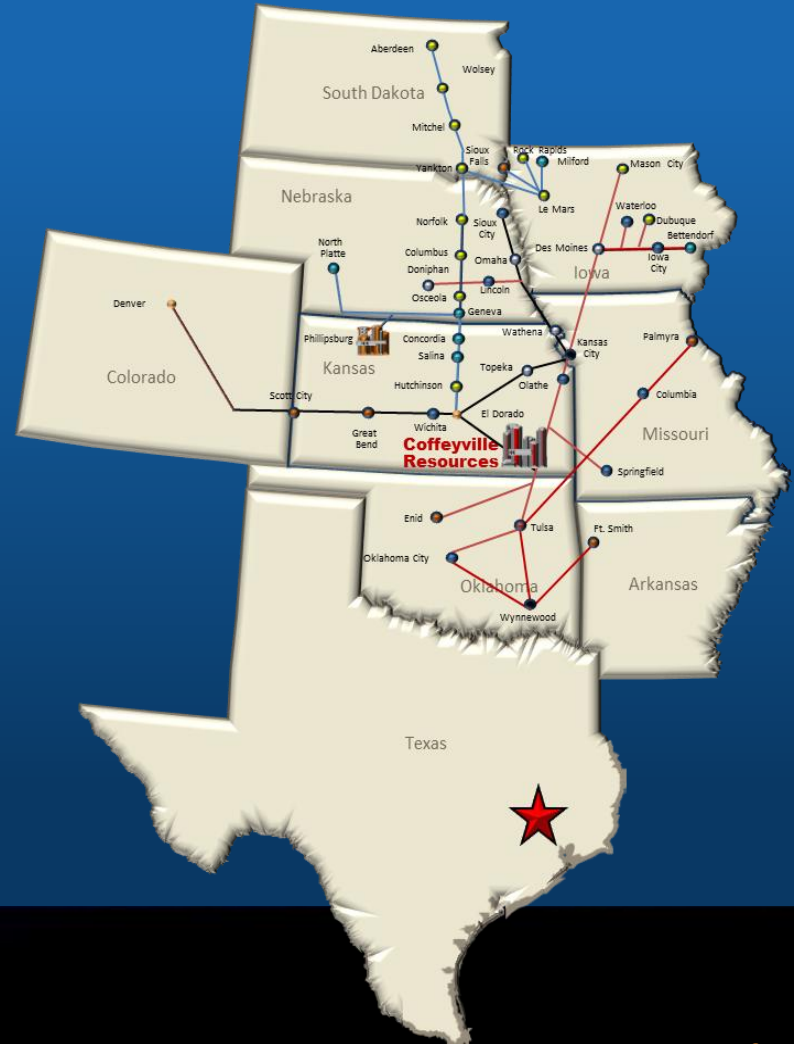 Aberdeen
Wolsey
South Dakota
Mitchel
Sioux
Falls
Rock Rapids
Milford
Mason City
Yankton
Le Mars
Nebraska
Waterloo
Dubuque
Norfolk
Sioux
City
Bettendorf
Des Moines
Iowa
City
Iowa
North
Platte
Columbus
Omaha
Doniphan
Lincoln
Osceola
Geneva
Denver
Phillipsburg
Concordia
Wathena
Kansas
City
Palmyra
Salina
Kansas
Topeka
Colorado
Hutchinson
Olathe
Scott City
Columbia
El Dorado
Great
Bend
Wichita
Missouri
Coffeyville
Resources
Springfield
Enid
Tulsa
Ft. Smith
Oklahoma City
Oklahoma
Arkansas
Wynnewood
Texas